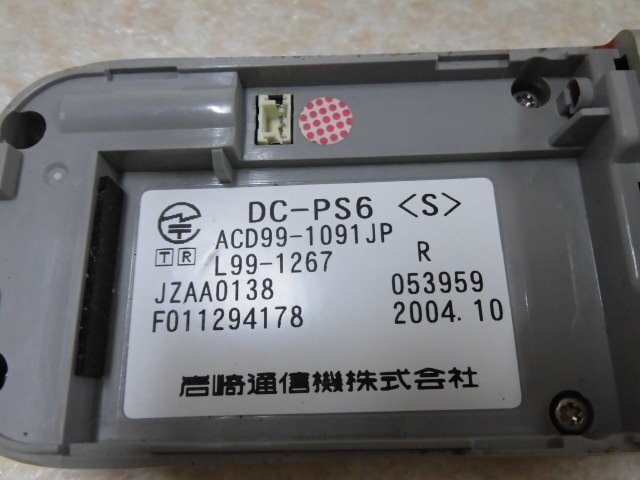 DC-PS6 <S>
ACD99-1091JP
T R L99-1267 R
JZAA0138 053959
F011294178 2004.10
岩崎通信機株式会社